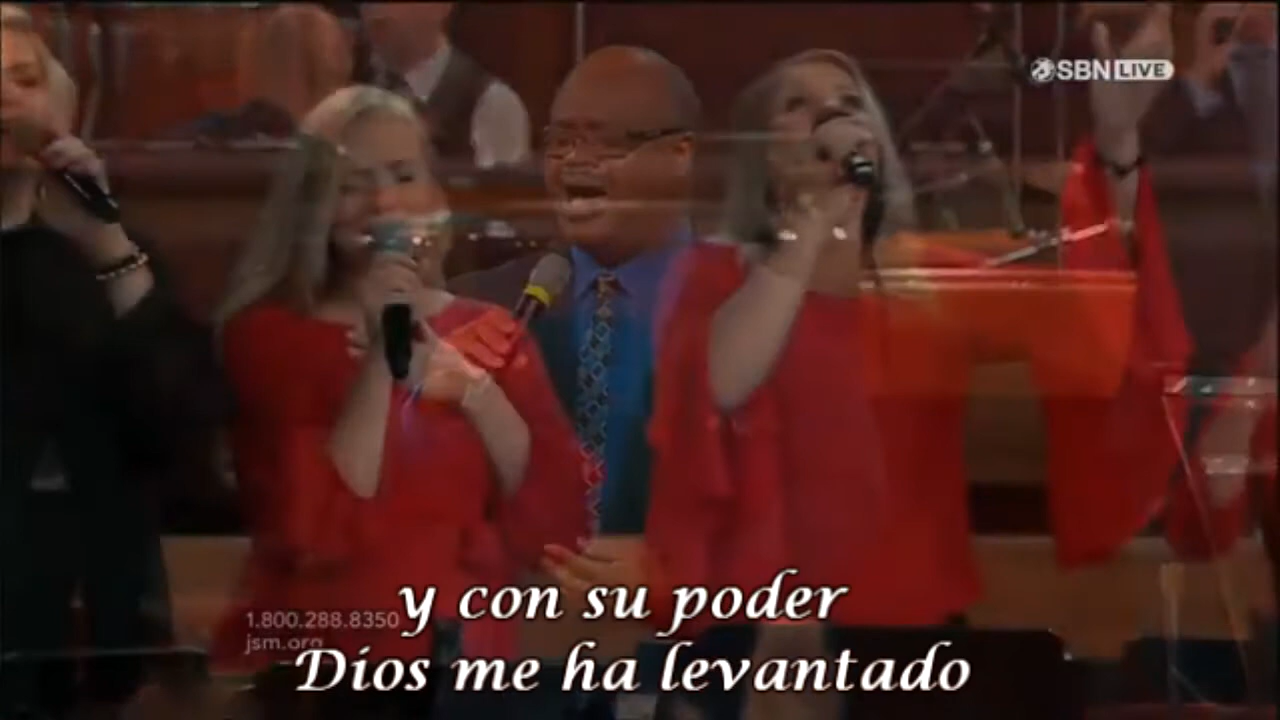 SBN LIVE
1.800.288.8350
jsm.org
y con su poder
Dios me ha levantado